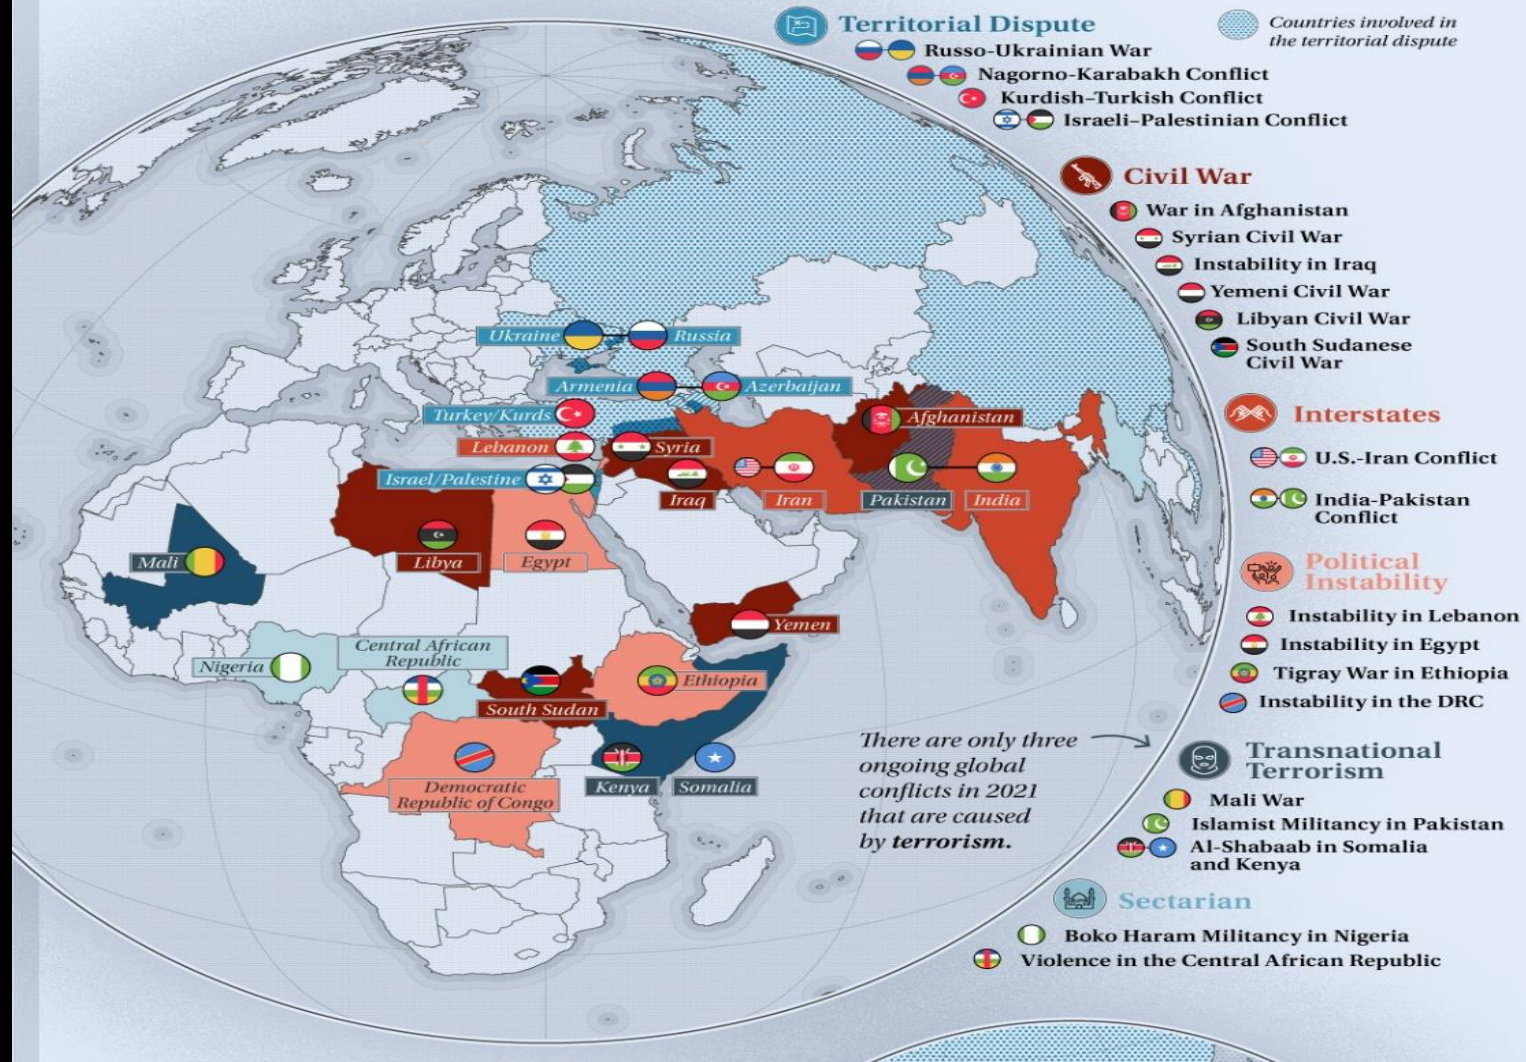 Territorial Dispute
Russo-Ukrainian War
Nagorno-Karabakh Conflict
Kurdish-Turkish Conflict
Israeli-Palestinian Conflict
Countries involved in
the territorial dispute
Civil War
War in Afghanistan
Syrian Civil War
Instability in Iraq
Yemeni Civil War
Libyan Civil War
South Sudanese
Civil War
Interstates
U.S.-Iran Conflict
India-Pakistan
Conflict
Political
Instability
Instability in Lebanon
Instability in Egypt
Tigray War in Ethiopia
Instability in the DRC
Transnational
Terrorism
Mali War
Islamist Militancy in Pakistan
Al-Shabaab in Somalia
and Kenya
Sectarian
Boko Haram Militancy in Nigeria
Violence in the Central African Republic
Ukraine
Russia
Armenia
Azerbaijan
Turkey/Kurds
Afghanistan
Lebanon
Syria
Israel/Palestine
Iraq
Iran
Pakistan
India
Mali
Libya
Egypt
Yemen
Central African
Republic
Nigeria
Ethiopia
South Sudan
Democratic
Republic of Congo
Kenya
Somalia
There are only three
ongoing global
conflicts in 2021
that are caused
by terrorism.